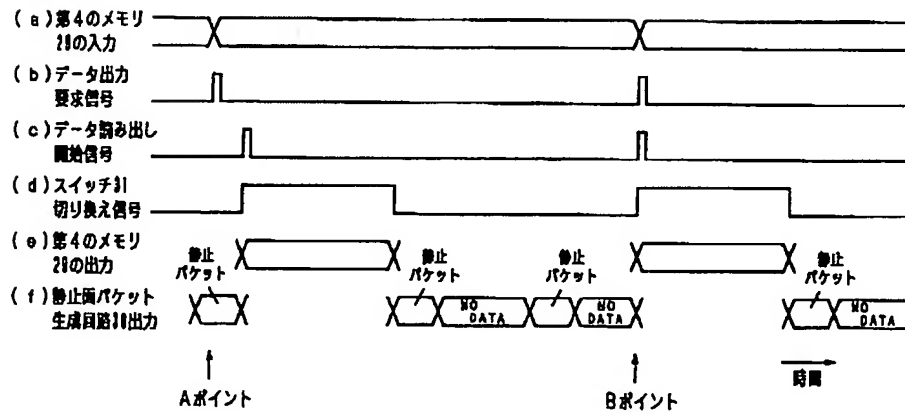 (a)第4のメモリ
29の入力
(b)データ出力
要求信号
(c)データ読み出し
開始信号
(d)スイッチ31
切り換え信号
(e)第4のメモリ
29の出力
静止
パケット
静止
パケット
静止
パケット
静止
パケット
(f)静止画パケット
生成回路30出力
NO
DATA
NO
DATA
NO
DATA
Aポイント
Bポイント
時間